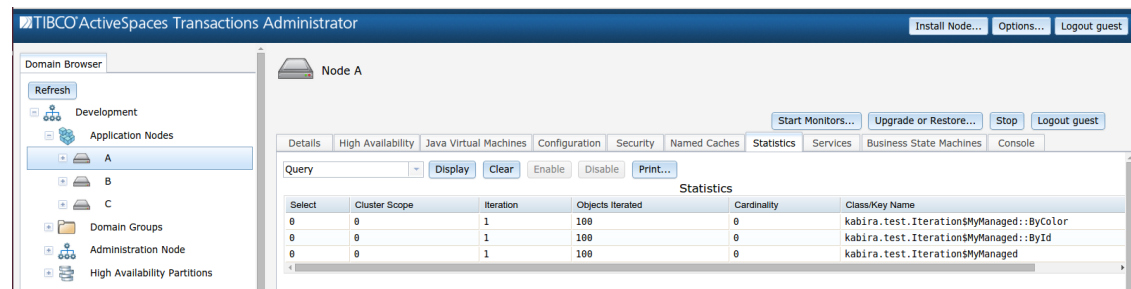 TIBCO® ActiveSpaces Transactions Administrator
Install Node... Options... Logout guest
Domain Browser
Refresh
Development
Application Nodes
A
B
C
Domain Groups
Administration Node
High Availability Partitions
Node A
Start Monitors... Upgrade or Restore... Stop Logout guest
Details High Availability Java Virtual Machines Configuration Security Named Caches Statistics Services Business State Machines Console
Query Display Clear Enable Disable Print...
Statistics
Select Cluster Scope Iteration Objects Iterated Cardinality Class/Key Name
0 0 1 100 0 kabira.test.Iteration$MyManaged::ByColor
0 0 1 100 0 kabira.test.Iteration$MyManaged::ById
0 0 1 100 0 kabira.test.Iteration$MyManaged